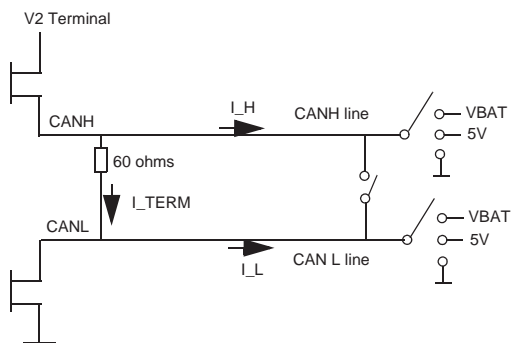 V2 Terminal
I_H
CANH line
CANH
VBAT
5V
60 ohms
I_TERM
CANL
VBAT
5V
I_L
CAN L line